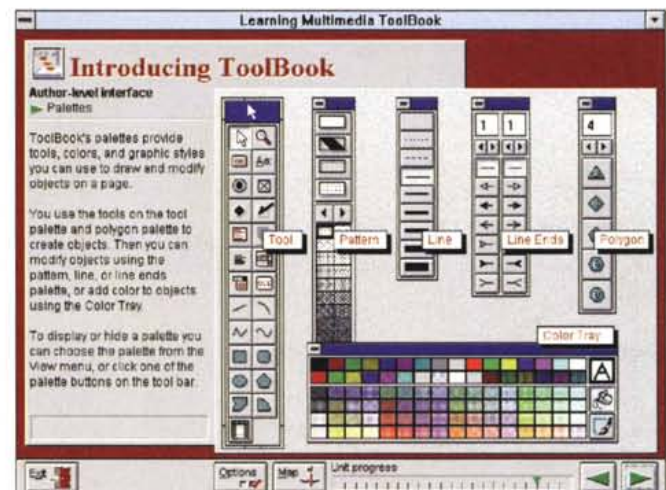 Learning Multimedia ToolBook
Introducing ToolBook
Author-level interface
Palettes
ToolBook's palettes provide
tools, colors, and graphic styles
you can use to draw and modify
objects on a page.
You use the tools on the tool
palette and polygon palette to
create objects. Then you can
modify objects using the
pattern, line, or line ends
palette, or add color to objects
using the Color Tray.
To display or hide a palette you
can choose the palette from the
View menu, or click one of the
palette buttons on the tool bar.
1 1
4
Tool
Pattern
Line
Line Ends
Polygon
Color Tray
A
Exit
Options
Map
Unit progress